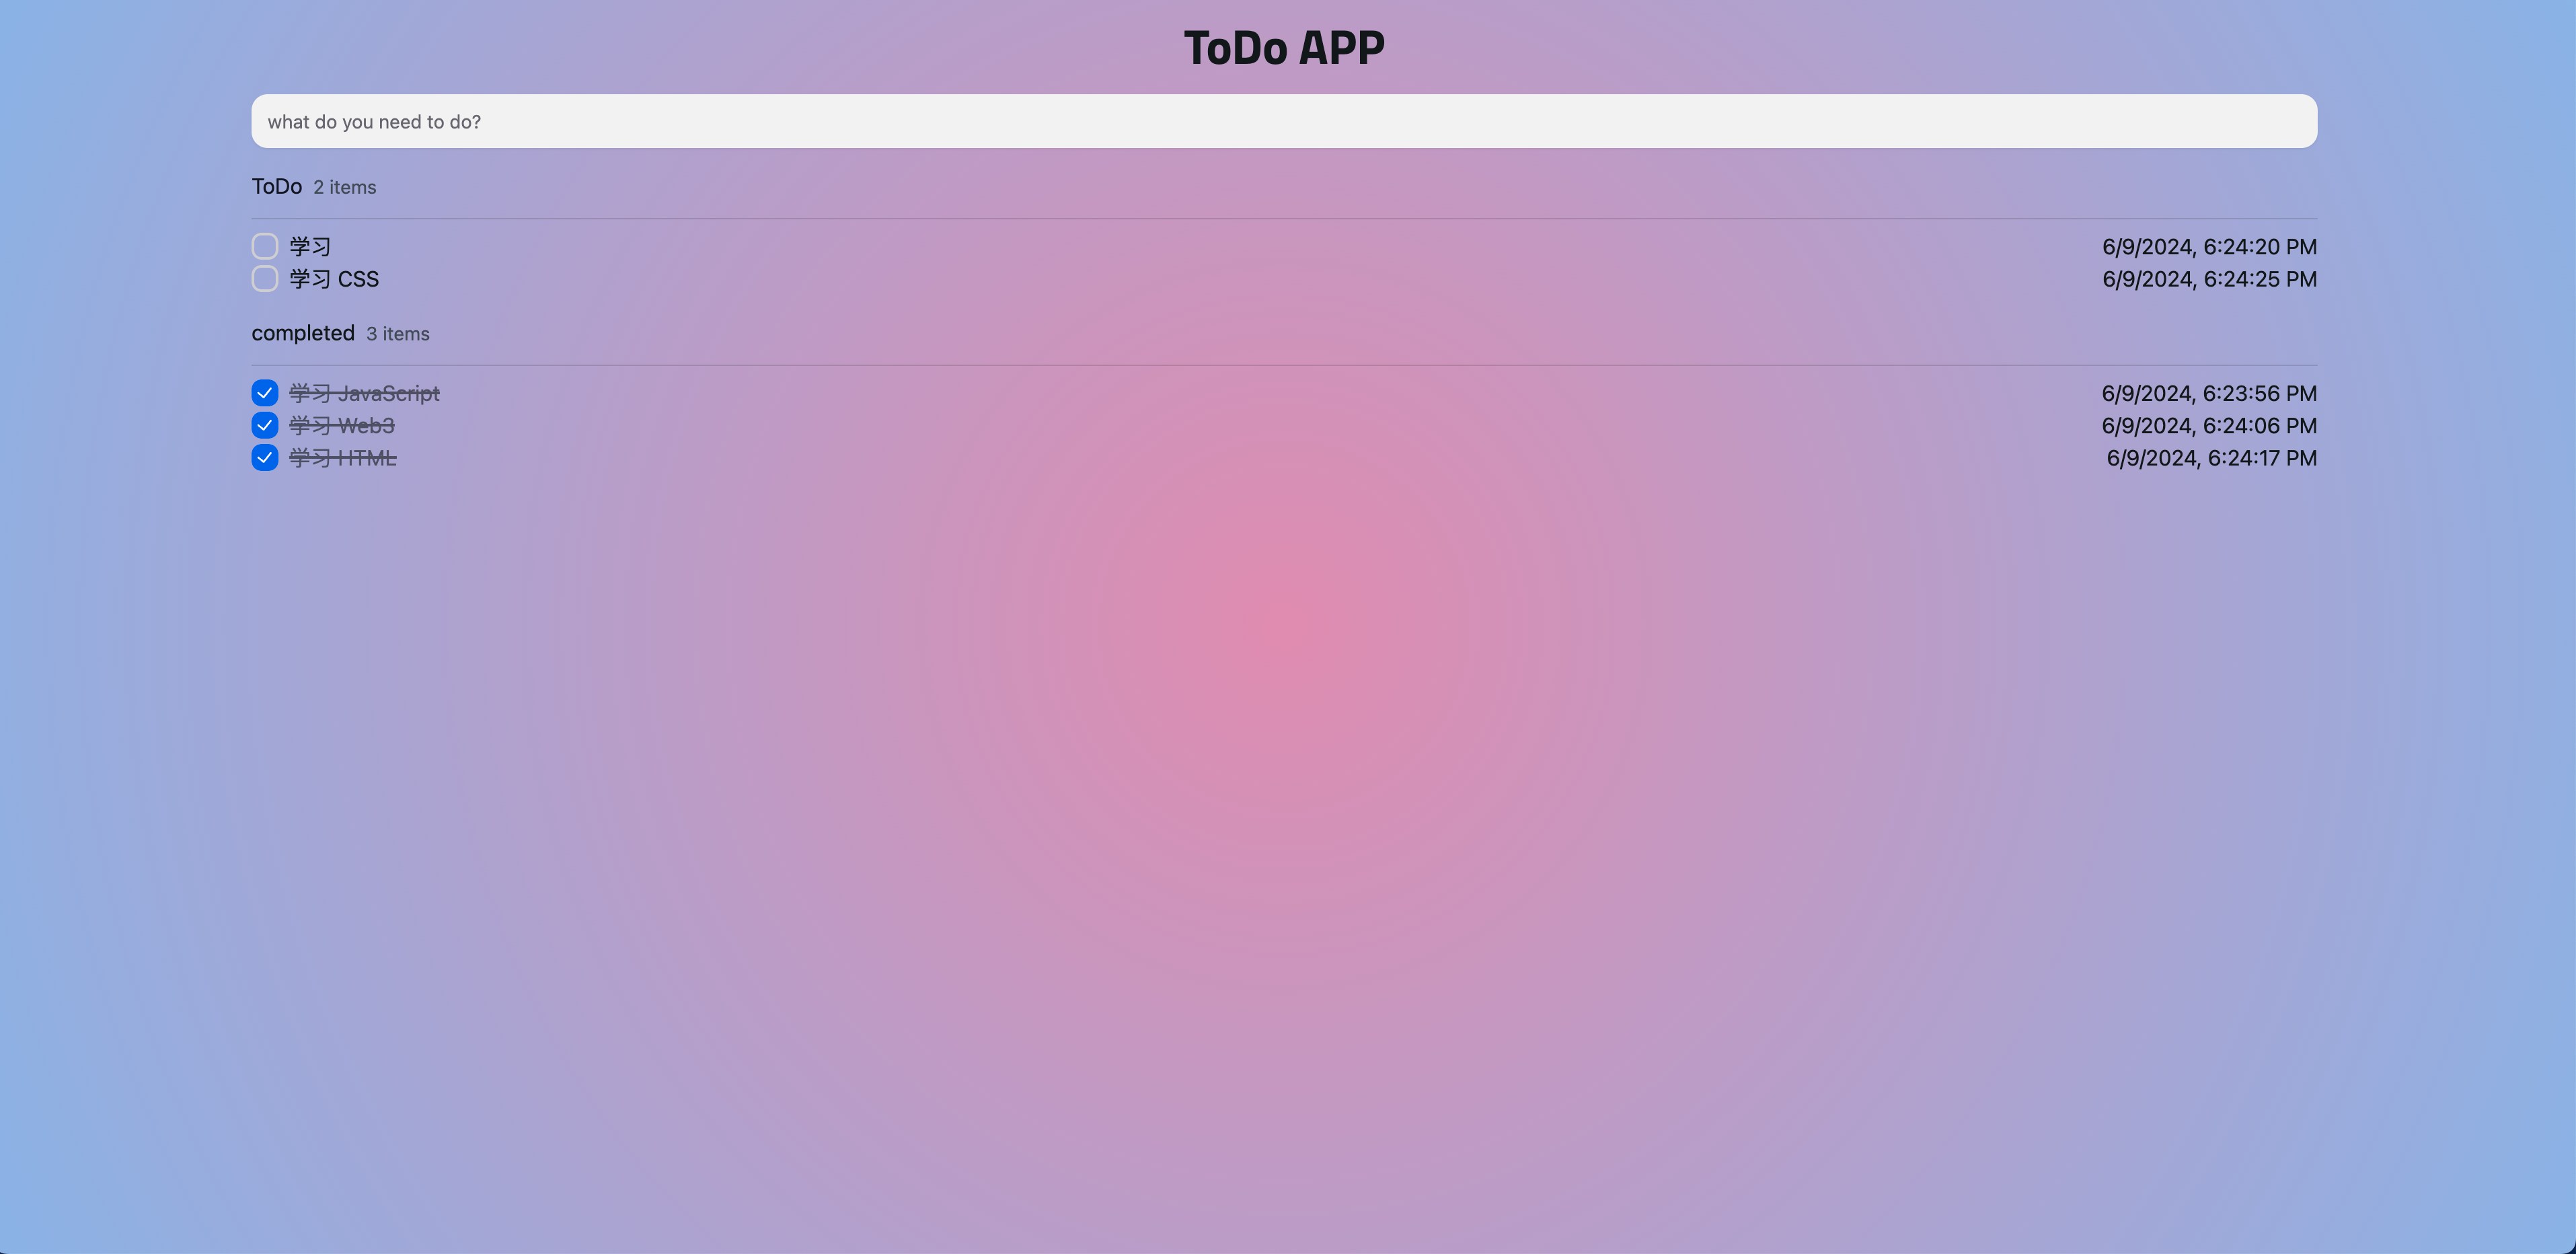 ToDo APP
what do you need to do?
ToDo 2 items
学习 6/9/2024, 6:24:20 PM
学习 CSS 6/9/2024, 6:24:25 PM
completed 3 items
学习 JavaScript 6/9/2024, 6:23:56 PM
学习 Web3 6/9/2024, 6:24:06 PM
学习 HTML 6/9/2024, 6:24:17 PM